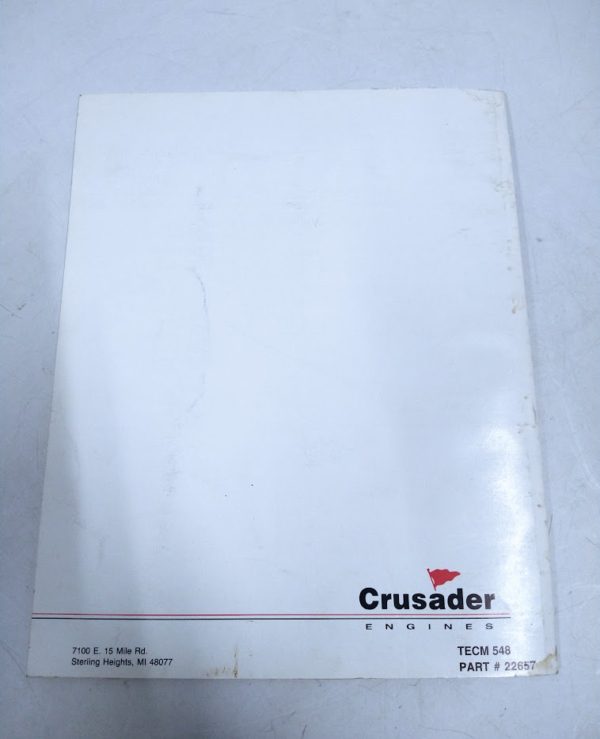 Crusader
ENGINES
7100 E. 15 Mile Rd.
Sterling Heights, MI 48077
TECM 548
PART # 22657